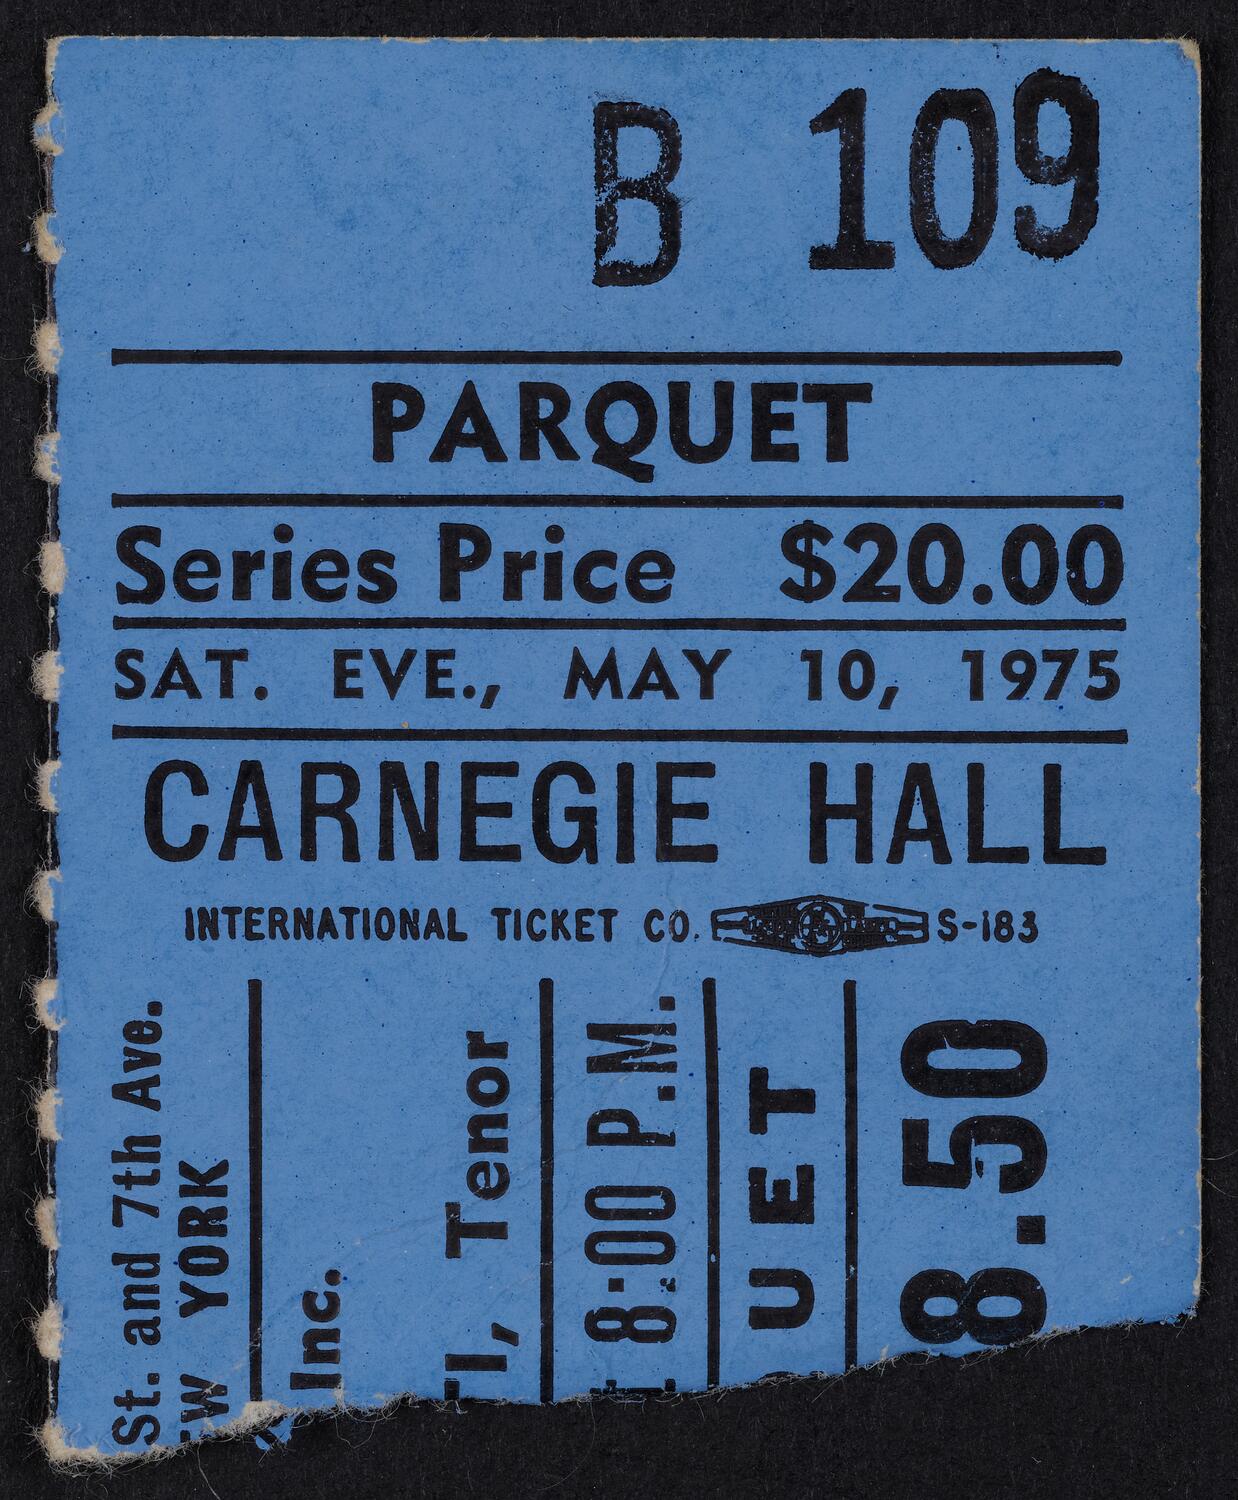 B 109
PARQUET
Series Price $20.00
SAT. EVE., MAY 10, 1975
CARNEGIE HALL
INTERNATIONAL TICKET CO. S-183
St. and 7th Ave.
EW YORK
Inc.
I, Tenor
E 8:00 P.M.
UET
8.50